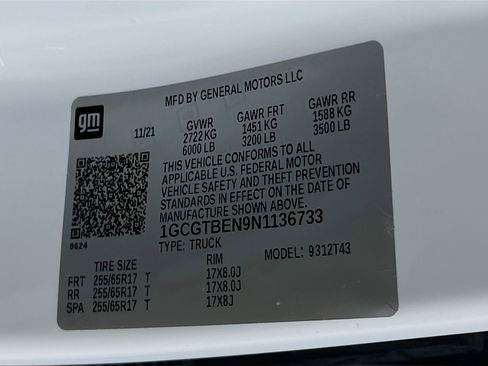 MFD BY GENERAL MOTORS LLC
gm
11/21
GVWR GAWR FRT GAWR RR
2722 KG 1451 KG 1588 KG
6000 LB 3200 LB 3500 LB
THIS VEHICLE CONFORMS TO ALL
APPLICABLE U.S. FEDERAL MOTOR
VEHICLE SAFETY AND THEFT PREVENTION
STANDARDS IN EFFECT ON THE DATE OF
MANUFACTURE SHOWN ABOVE.
1GCGTBEN9N1136733
0624
TYPE: TRUCK MODEL: 9312T43
TIRE SIZE RIM
FRT 255/65R17 T 17X8.0J
RR 255/65R17 T 17X8.0J
SPA 255/65R17 T 17X8J